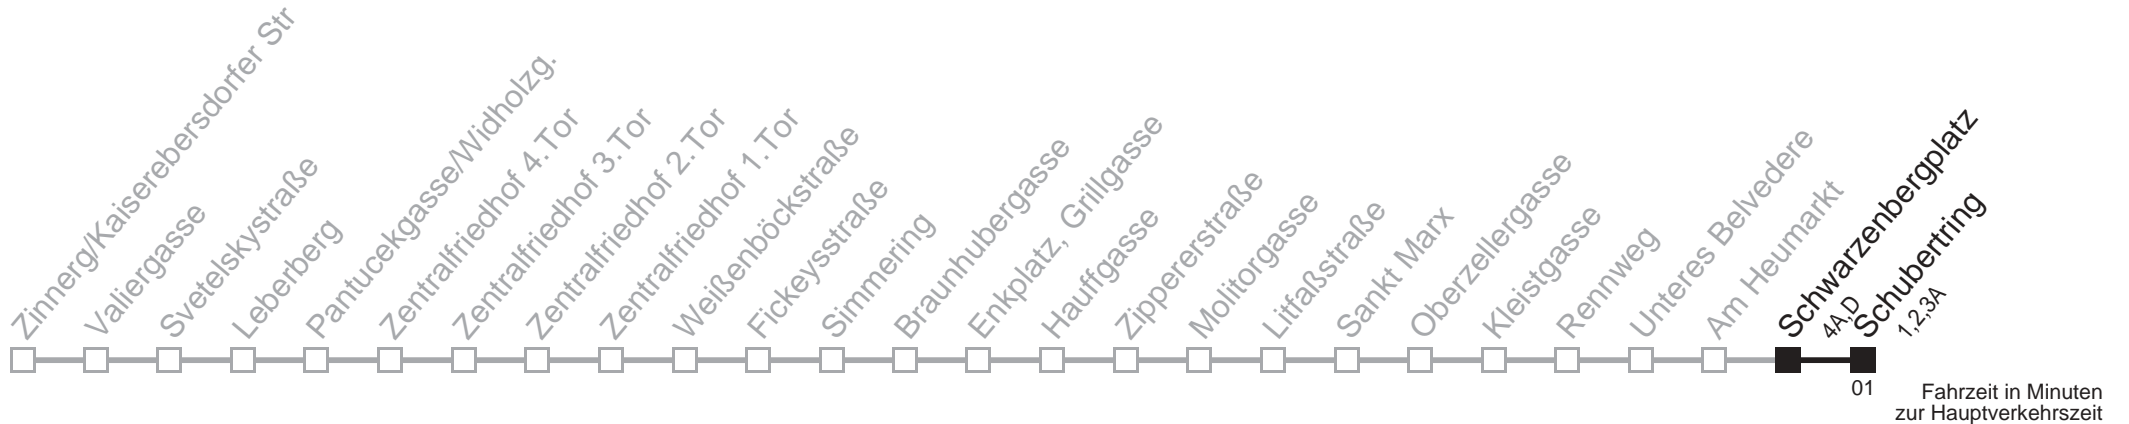 Zinnerg/Kaiserebersdorfer Str
Valiergasse
Svetelskystraße
Leberberg
Pantucekgasse/Widholzg.
Zentralfriedhof 4.Tor
Zentralfriedhof 3.Tor
Zentralfriedhof 2.Tor
Zentralfriedhof 1.Tor
Weißenböckstraße
Fickeysstraße
Simmering
Braunhubergasse
Enkplatz, Grillgasse
Hauffgasse
Zippererstraße
Molitorgasse
Litfaßstraße
Sankt Marx
Oberzellergasse
Kleistgasse
Rennweg
Unteres Belvedere
Am Heumarkt
Schwarzenbergplatz
4A,D
Schubertring
1,2,3A
01
Fahrzeit in Minuten
zur Hauptverkehrszeit